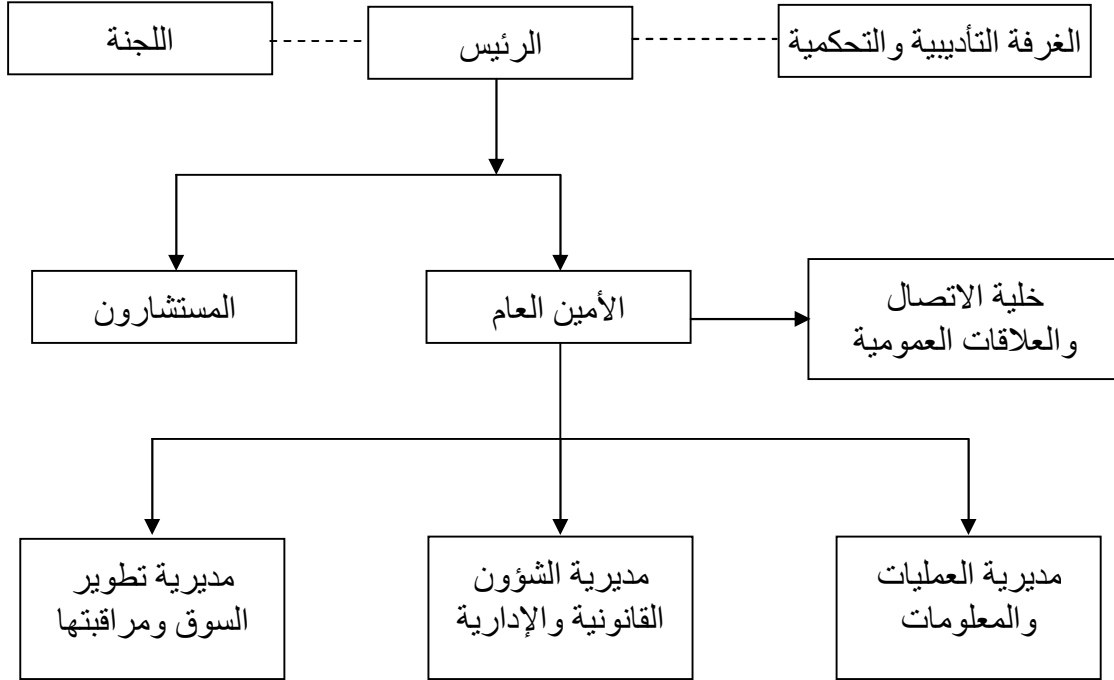 الغرفة التأديبية والتحكمية
الرئيس
اللجنة
خلية الاتصال
والعلاقات العمومية
الأمين العام
المستشارون
مديرية العمليات
والمعلومات
مديرية الشؤون
القانونية والإدارية
مديرية تطوير
السوق ومراقبتها